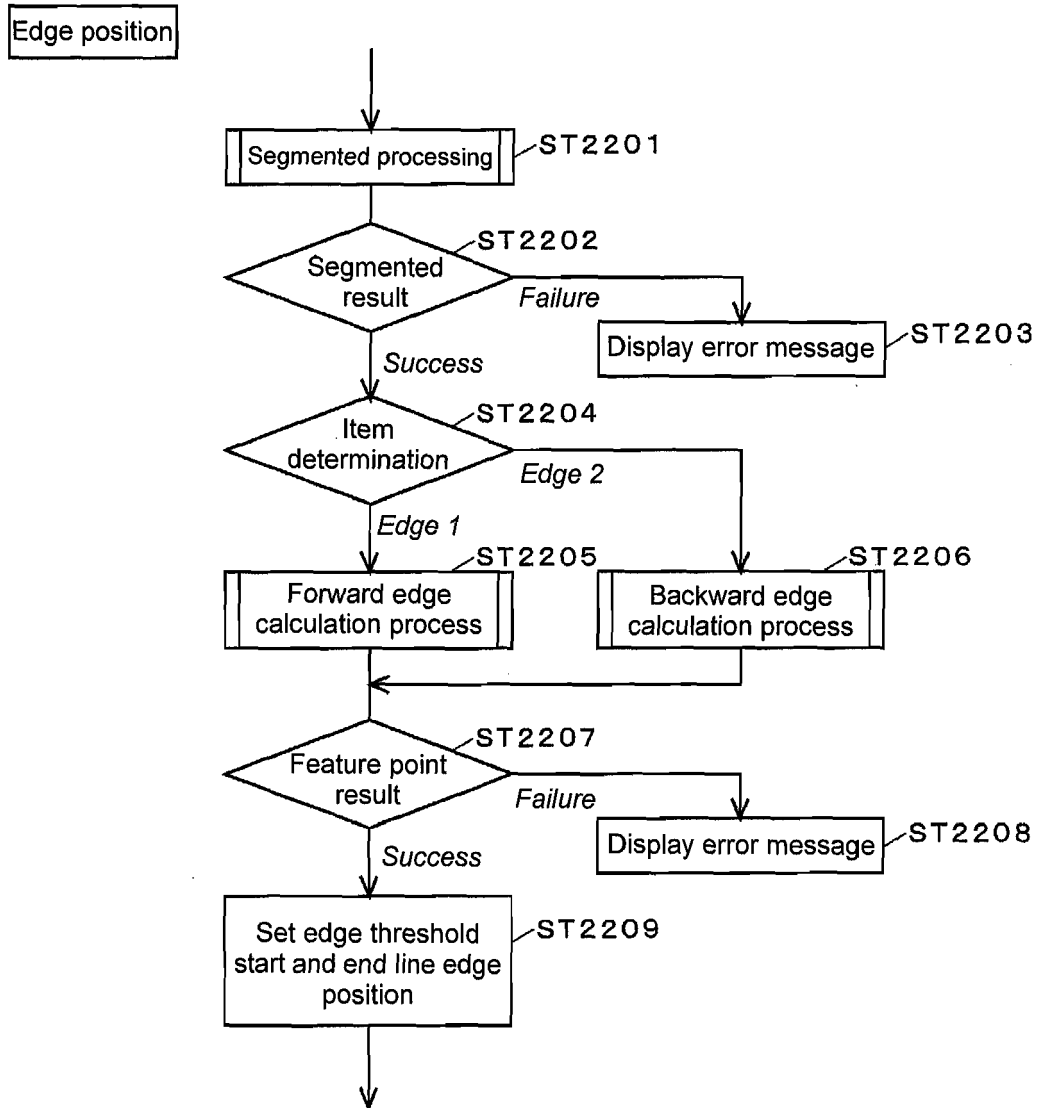 Edge position
Segmented processing
ST2201
ST2202
Segmented
result
Failure
Display error message
ST2203
Success
ST2204
Item
determination
Edge 2
Edge 1
ST2205
Forward edge
calculation process
ST2206
Backward edge
calculation process
ST2207
Feature point
result
Failure
Display error message
ST2208
Success
Set edge threshold
start and end line edge
position
ST2209